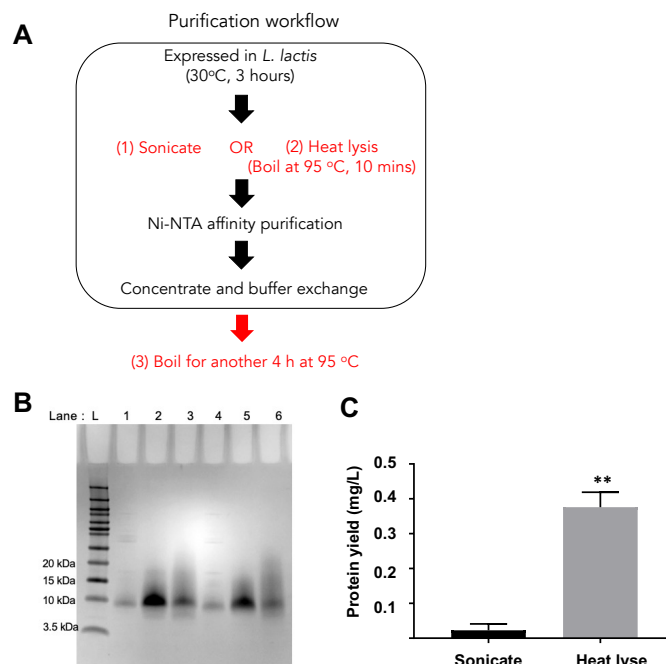 Purification workflow
A
Expressed in L. lactis
(30ºC, 3 hours)
(1) Sonicate OR (2) Heat lysis
(Boil at 95 ºC, 10 mins)
Ni-NTA affinity purification
Concentrate and buffer exchange
(3) Boil for another 4 h at 95 ºC
B
Lane : L 1 2 3 4 5 6
20 kDa
15 kDa
10 kDa
3.5 kDa
C
Protein yield (mg/L)
0.5
0.4
0.3
0.2
0.1
**
Sonicate Heat lyse